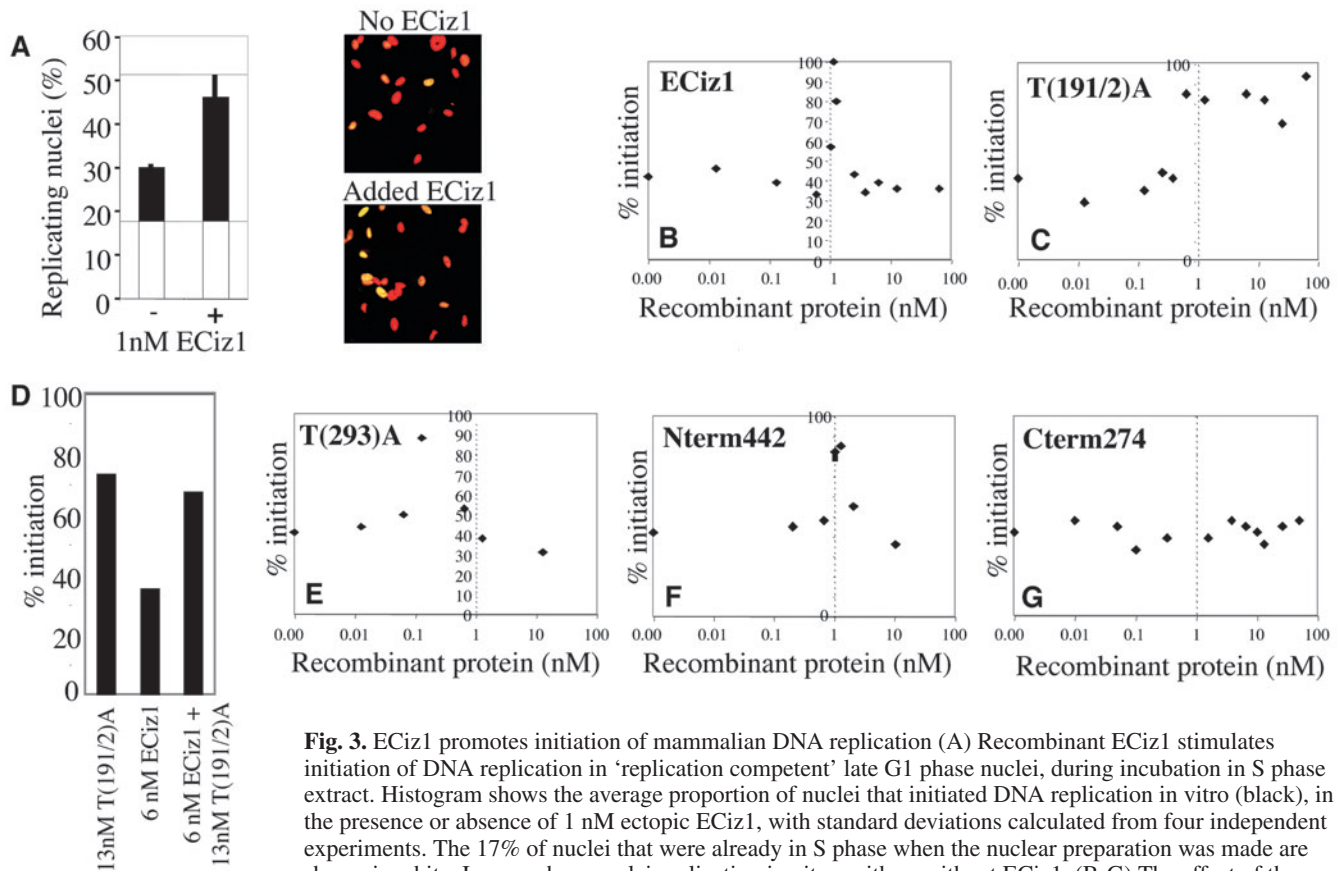 A
Replicating nuclei (%)
60
50
40
30
20
10
0
- +
1nM ECiz1
No ECiz1
Added ECiz1
ECiz1
B
% initiation
100
90
80
70
60
50
40
30
20
10
0
0.00 0.01 0.1 1 10 100
Recombinant protein (nM)
T(191/2)A
C
% initiation
100
0
0.00 0.01 0.1 1 10 100
Recombinant protein (nM)
D
% initiation
100
80
60
40
20
0
13nM T(191/2)A
6 nM ECiz1
6 nM ECiz1 +
13nM T(191/2)A
T(293)A
E
% initiation
100
90
80
70
60
50
40
30
20
10
0
0.00 0.01 0.1 1 10 100
Recombinant protein (nM)
Nterm442
F
% initiation
100
0
0.00 0.1 1 10 100
Recombinant protein (nM)
Cterm274
G
% initiation
0.00 0.01 0.1 1 10 100
Recombinant protein (nM)
Fig. 3. ECiz1 promotes initiation of mammalian DNA replication (A) Recombinant ECiz1 stimulates
initiation of DNA replication in ‘replication competent’ late G1 phase nuclei, during incubation in S phase
extract. Histogram shows the average proportion of nuclei that initiated DNA replication in vitro (black), in
the presence or absence of 1 nM ectopic ECiz1, with standard deviations calculated from four independent
experiments. The 17% of nuclei that were already in S phase when the nuclear preparation was made are